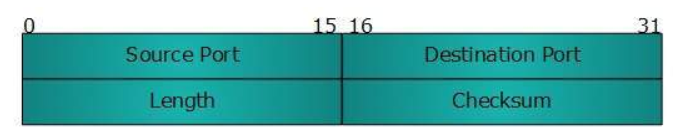 0 15 16 31
Source Port Destination Port
Length Checksum